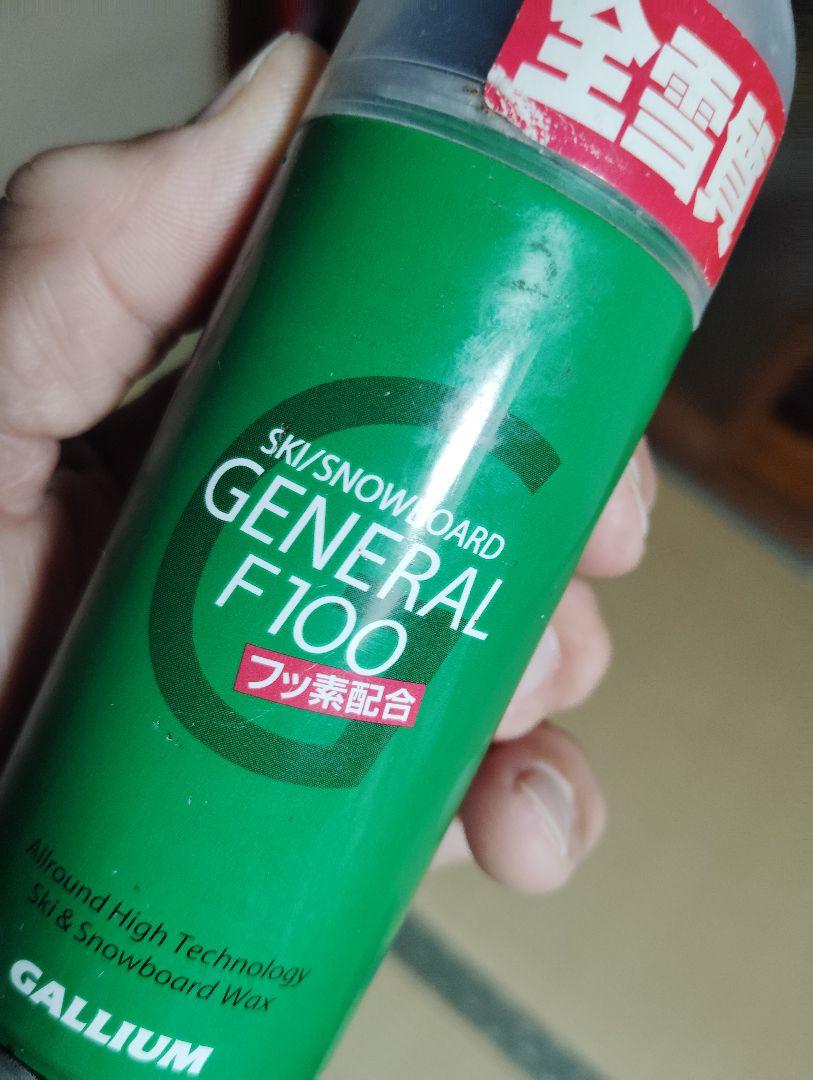 全雪質
SKI/SNOWBOARD
GENERAL
F100
フッ素配合
Allround High Technology
Ski & Snowboard Wax
GALLIUM